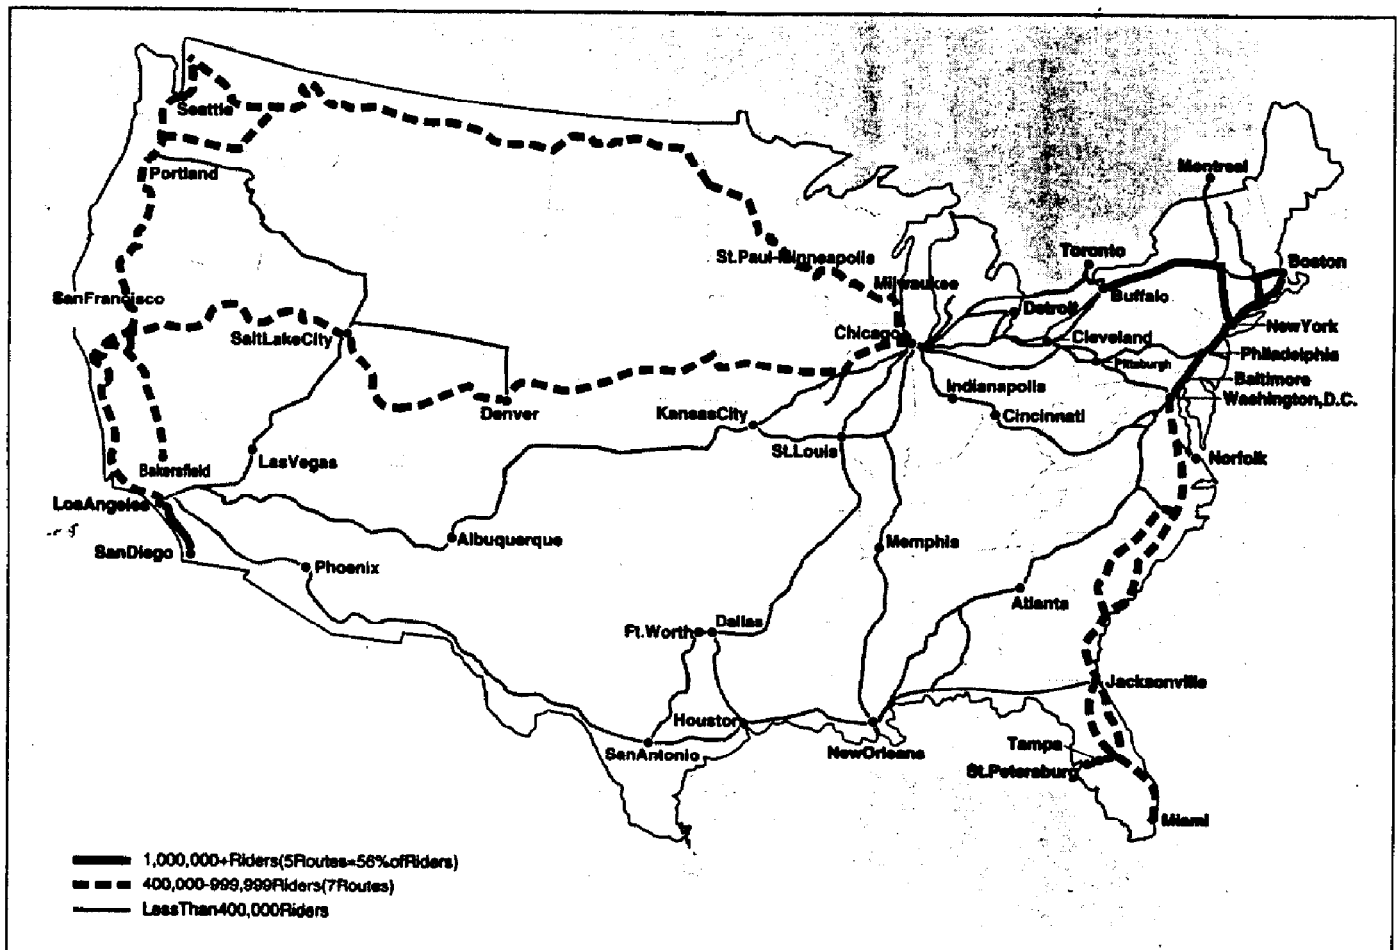 Seattle
Portland
Montreal
Toronto
Boston
St.Paul-Minneapolis
Milwaukee
SanFrancisco
Buffalo
Detroit
NewYork
SaltLakeCity
Chicago
Cleveland
Philadelphia
Pittsburgh
Baltimore
Indianapolis
Washington,D.C.
Denver
KansasCity
Cincinnati
St.Louis
LasVegas
Bakersfield
Norfolk
LosAngeles
Albuquerque
Memphis
SanDiego
Phoenix
Atlanta
Ft.Worth
Dallas
Jacksonville
Houston
Tampa
SanAntonio
NewOrleans
St.Petersburg
Miami
1,000,000+Riders(5Routes=56%ofRiders)
400,000-999,999Riders(7Routes)
LessThan400,000Riders